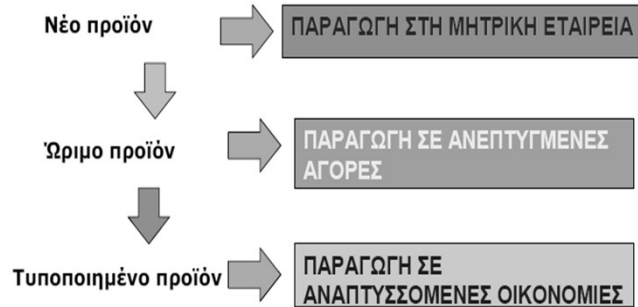 Νέο προϊόν
ΠΑΡΑΓΩΓΗ ΣΤΗ ΜΗΤΡΙΚΗ ΕΤΑΙΡΕΙΑ
Ώριμο προϊόν
ΠΑΡΑΓΩΓΗ ΣΕ ΑΝΕΠΤΥΓΜΕΝΕΣ
ΑΓΟΡΕΣ
Τυποποιημένο προϊόν
ΠΑΡΑΓΩΓΗ ΣΕ
ΑΝΑΠΤΥΣΣΟΜΕΝΕΣ ΟΙΚΟΝΟΜΙΕΣ